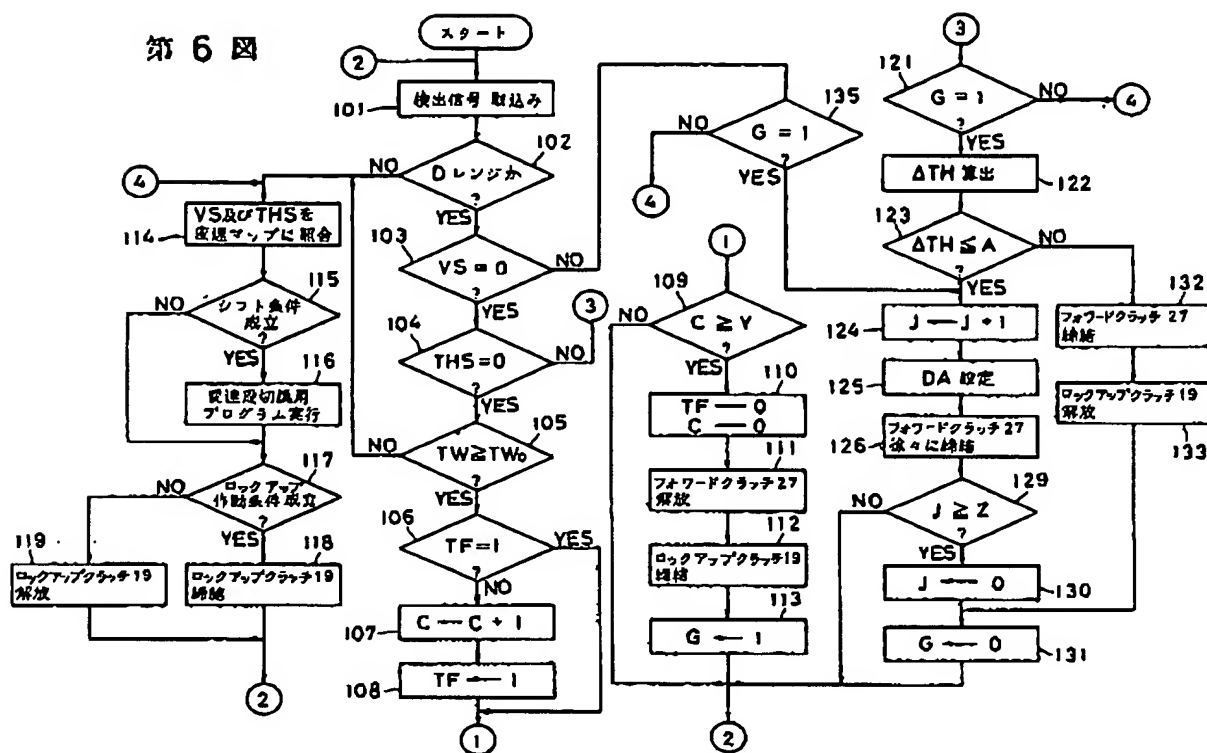 第6図
スタート
②
101
検出信号 取込み
102
Dレンジか
?
NO
YES
103
VS=0
?
NO
YES
104
THS=0
?
NO
③
YES
105
TW≧TW₀
?
NO
YES
106
TF=1
?
YES
NO
107
C←C+1
108
TF←1
①
④
114
VS及びTHSを
変速マップに照合
115
シフト条件
成立
?
NO
YES
116
変速段切換用
プログラム実行
117
ロックアップ
作動条件成立
?
NO
YES
119
ロックアップクラッチ19
解放
118
ロックアップクラッチ19
締結
②
135
G=1
?
NO
④
YES
①
109
C≧Y
?
NO
YES
110
TF―0
C―0
111
フォワードクラッチ27
解放
112
ロックアップクラッチ19
締結
113
G←1
②
③
121
G=1
?
NO
④
YES
122
ΔTH算出
123
ΔTH≦A
?
NO
YES
124
J←J+1
125
DA設定
126
フォワードクラッチ27
徐々に締結
129
J≧Z
?
NO
YES
130
J←0
131
G←0
132
フォワードクラッチ27
締結
133
ロックアップクラッチ19
解放